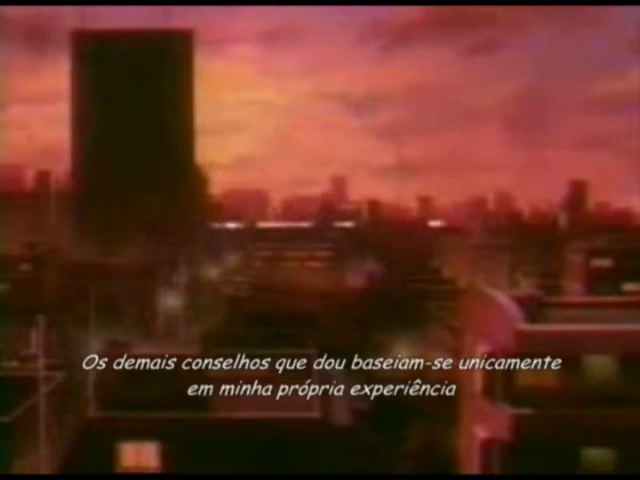 Os demais conselhos que dou baseiam-se unicamente
em minha própria experiência